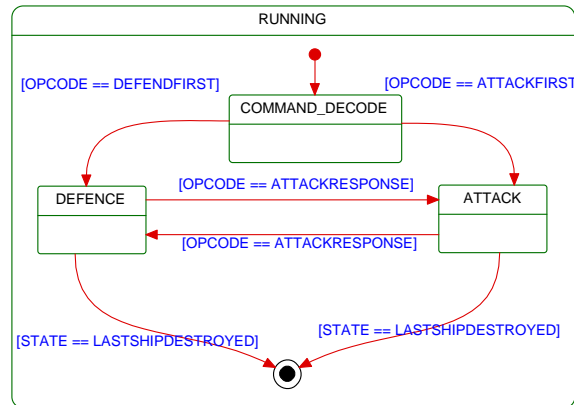 RUNNING
[OPCODE == DEFENDFIRST]
[OPCODE == ATTACKFIRST
COMMAND_DECODE
[OPCODE == ATTACKRESPONSE]
DEFENCE
ATTACK
[OPCODE == ATTACKRESPONSE]
[STATE == LASTSHIPDESTROYED]
[STATE == LASTSHIPDESTROYED]